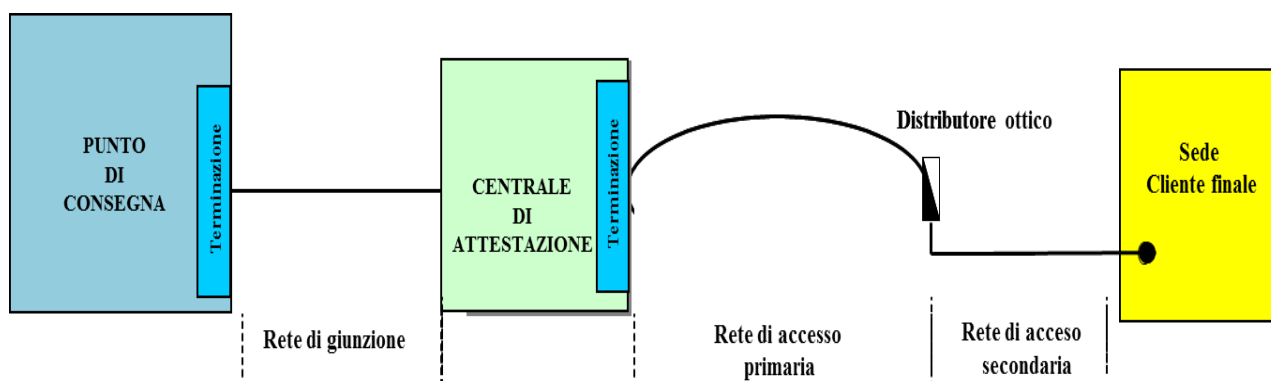 PUNTO
DI
CONSEGNA
Terminazione
CENTRALE
DI
ATTESTAZIONE
Terminazione
Distributore ottico
Sede
Cliente finale
Rete di giunzione
Rete di accesso
primaria
Rete di acceso
secondaria